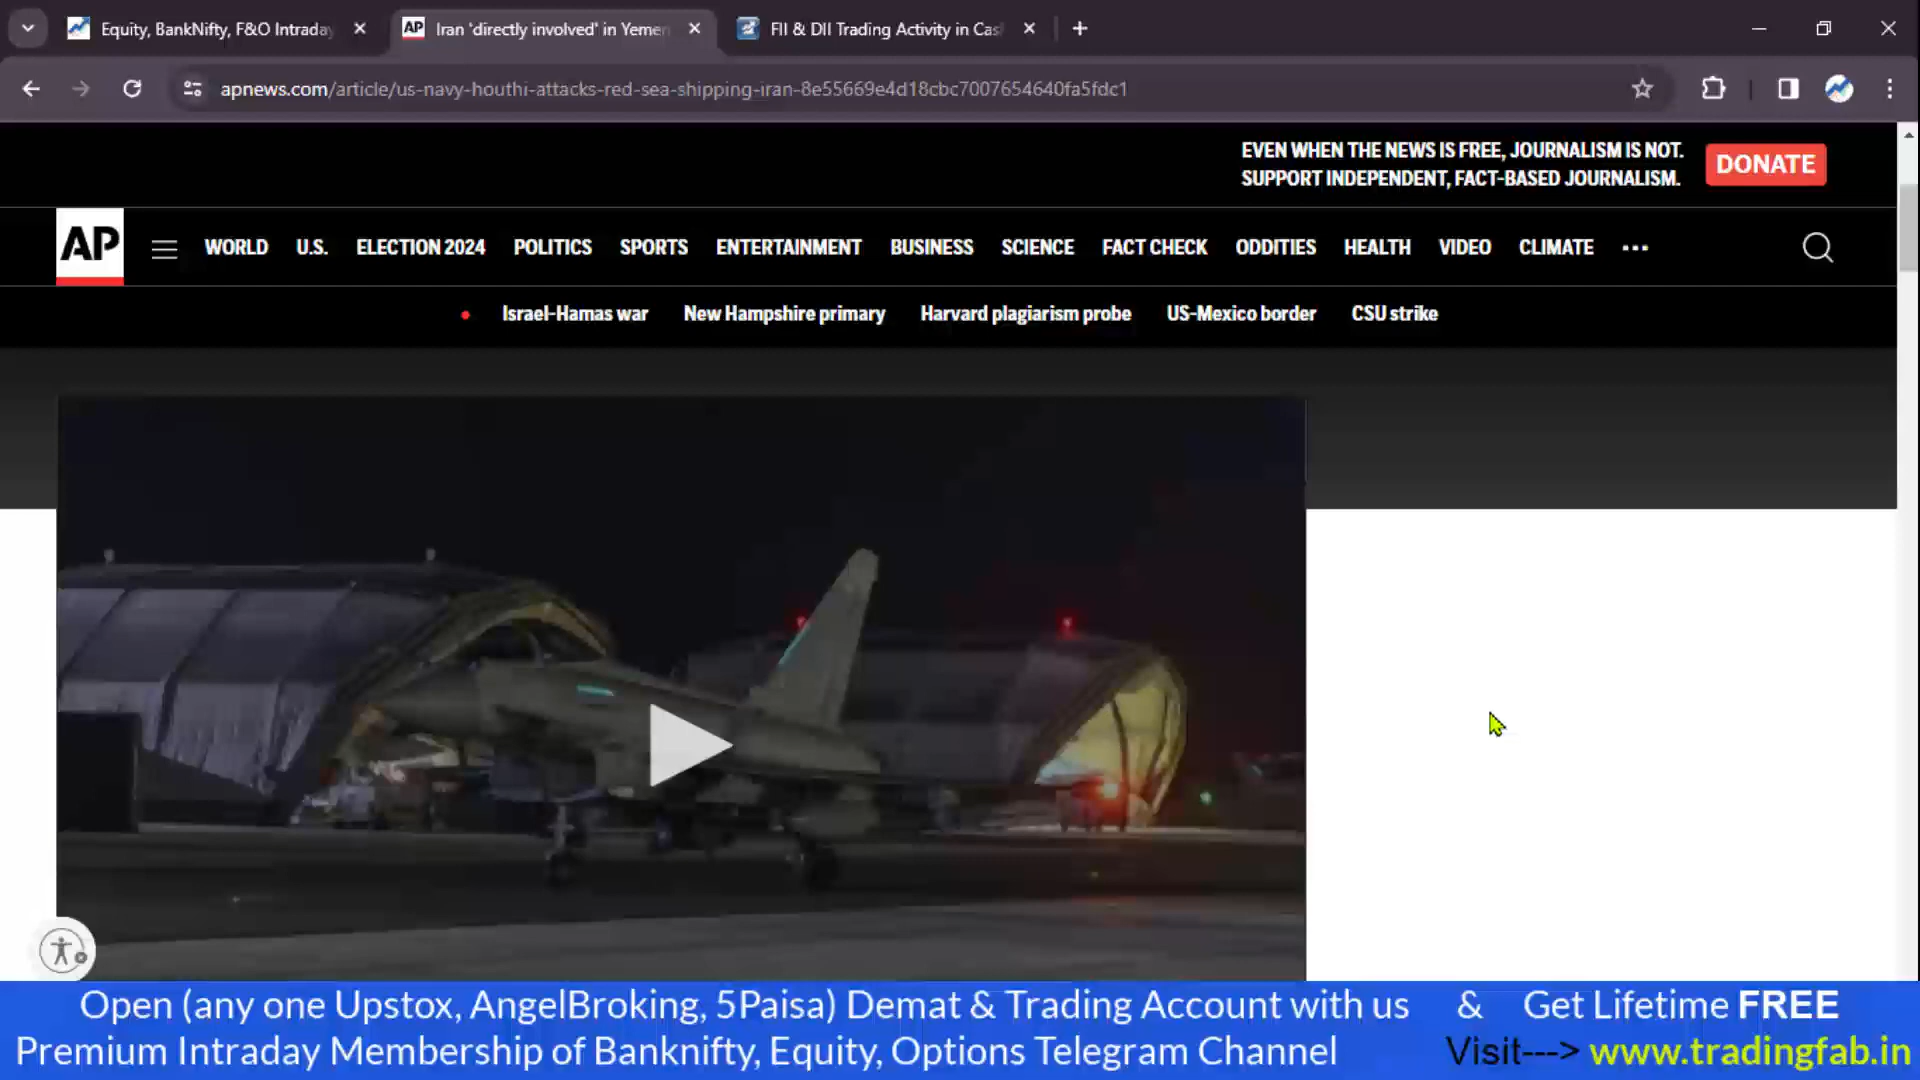 Equity, BankNifty, F&O Intraday
AP Iran 'directly involved' in Yemen
FII & DII Trading Activity in Cas
apnews.com/article/us-navy-houthi-attacks-red-sea-shipping-iran-8e55669e4d18cbc7007654640fa5fdc1
EVEN WHEN THE NEWS IS FREE, JOURNALISM IS NOT.
SUPPORT INDEPENDENT, FACT-BASED JOURNALISM.
DONATE
AP
WORLD U.S. ELECTION 2024 POLITICS SPORTS ENTERTAINMENT BUSINESS SCIENCE FACT CHECK ODDITIES HEALTH VIDEO CLIMATE
Israel-Hamas war New Hampshire primary Harvard plagiarism probe US-Mexico border CSU strike
Open (any one Upstox, AngelBroking, 5Paisa) Demat & Trading Account with us & Get Lifetime FREE
Premium Intraday Membership of Banknifty, Equity, Options Telegram Channel Visit---> www.tradingfab.in